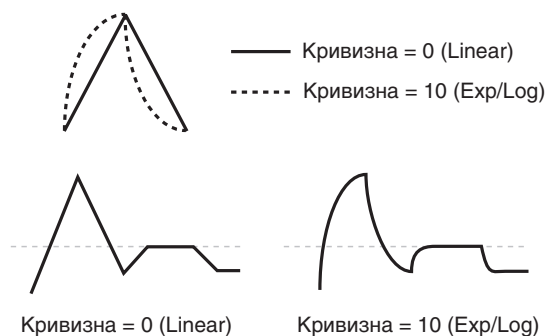 Кривизна = 0 (Linear)
Кривизна = 10 (Exp/Log)
Кривизна = 0 (Linear)
Кривизна = 10 (Exp/Log)